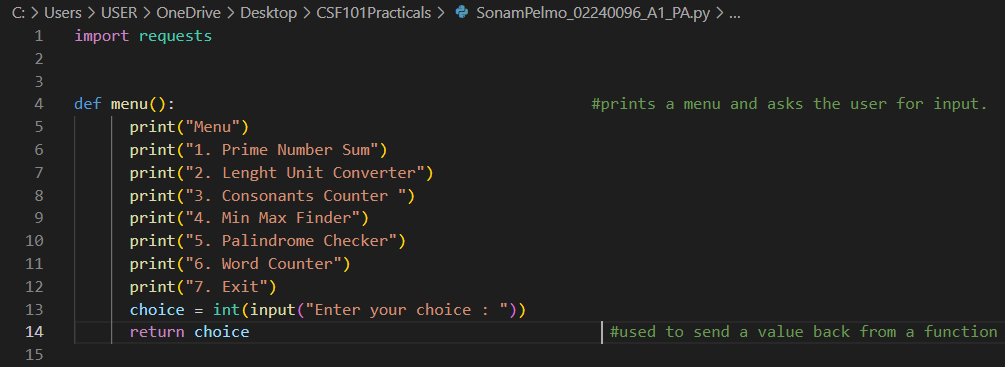 C: > Users > USER > OneDrive > Desktop > CSF101Practicals > SonamPelmo_02240096_A1_PA.py > ...
1 import requests
2
3
4 def menu(): #prints a menu and asks the user for input.
5 print("Menu")
6 print("1. Prime Number Sum")
7 print("2. Lenght Unit Converter")
8 print("3. Consonants Counter ")
9 print("4. Min Max Finder")
10 print("5. Palindrome Checker")
11 print("6. Word Counter")
12 print("7. Exit")
13 choice = int(input("Enter your choice : "))
14 return choice #used to send a value back from a function
15